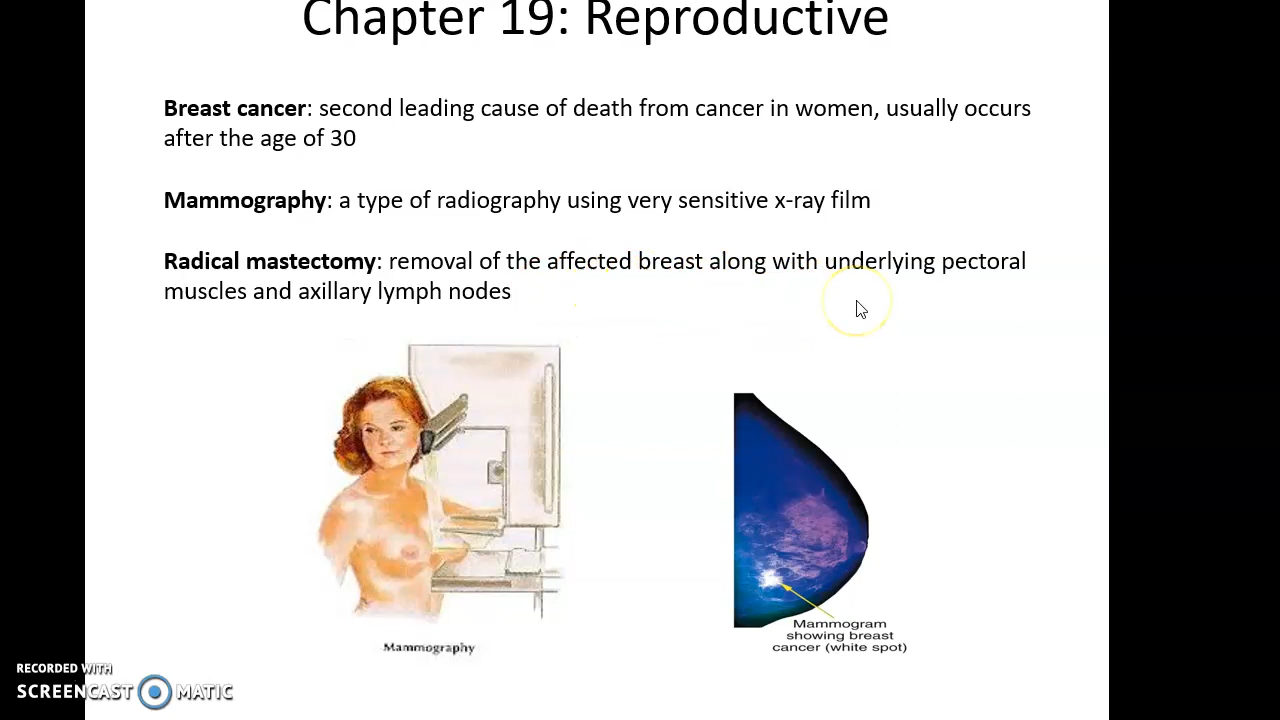 Chapter 19: Reproductive
Breast cancer: second leading cause of death from cancer in women, usually occurs
after the age of 30
Mammography: a type of radiography using very sensitive x-ray film
Radical mastectomy: removal of the affected breast along with underlying pectoral
muscles and axillary lymph nodes
Mammography
Mammogram
showing breast
cancer (white spot)
RECORDED WITH
SCREENCAST MATIC